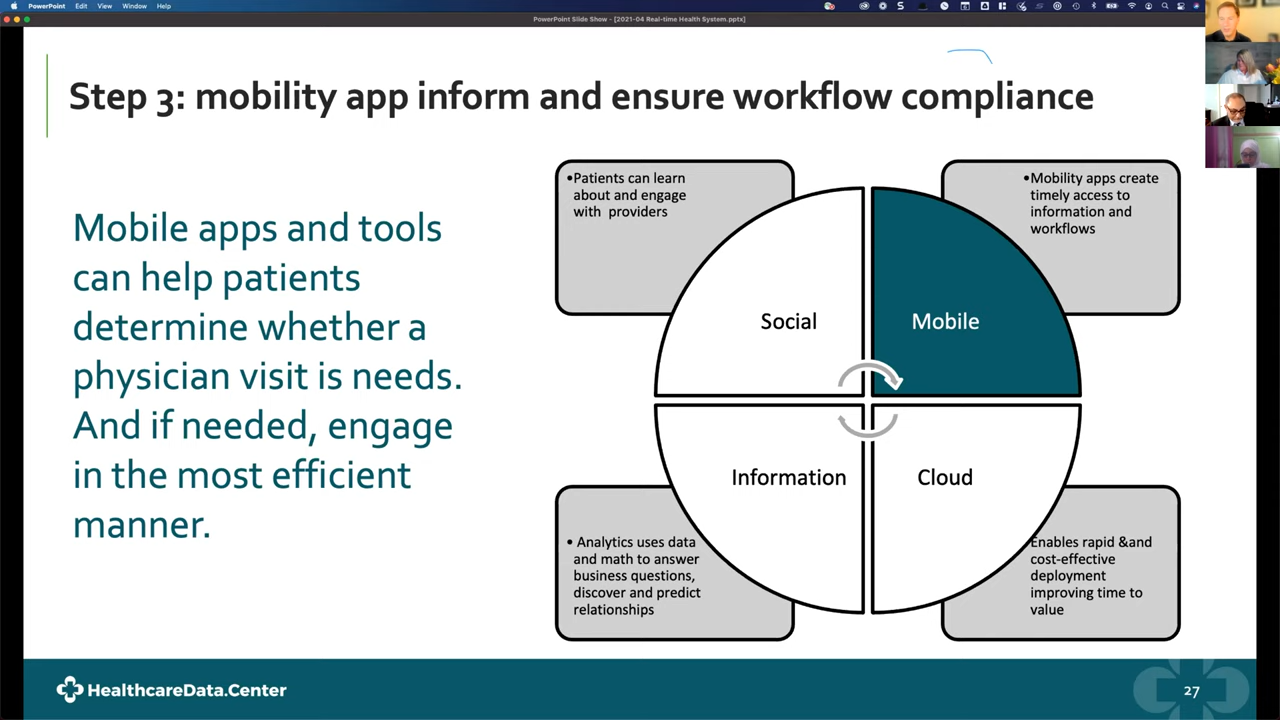 PowerPoint Edit View Window Help
PowerPoint Slide Show - [2021-04 Real-time Health System.pptx]
Step 3: mobility app inform and ensure workflow compliance
Mobile apps and tools
can help patients
determine whether a
physician visit is needs.
And if needed, engage
in the most efficient
manner.
•Patients can learn
about and engage
with providers
•Mobility apps create
timely access to
information and
workflows
Social
Mobile
Information
Cloud
• Analytics uses data
and math to answer
business questions,
discover and predict
relationships
Enables rapid &and
cost-effective
deployment
improving time to
value
HealthcareData.Center
27